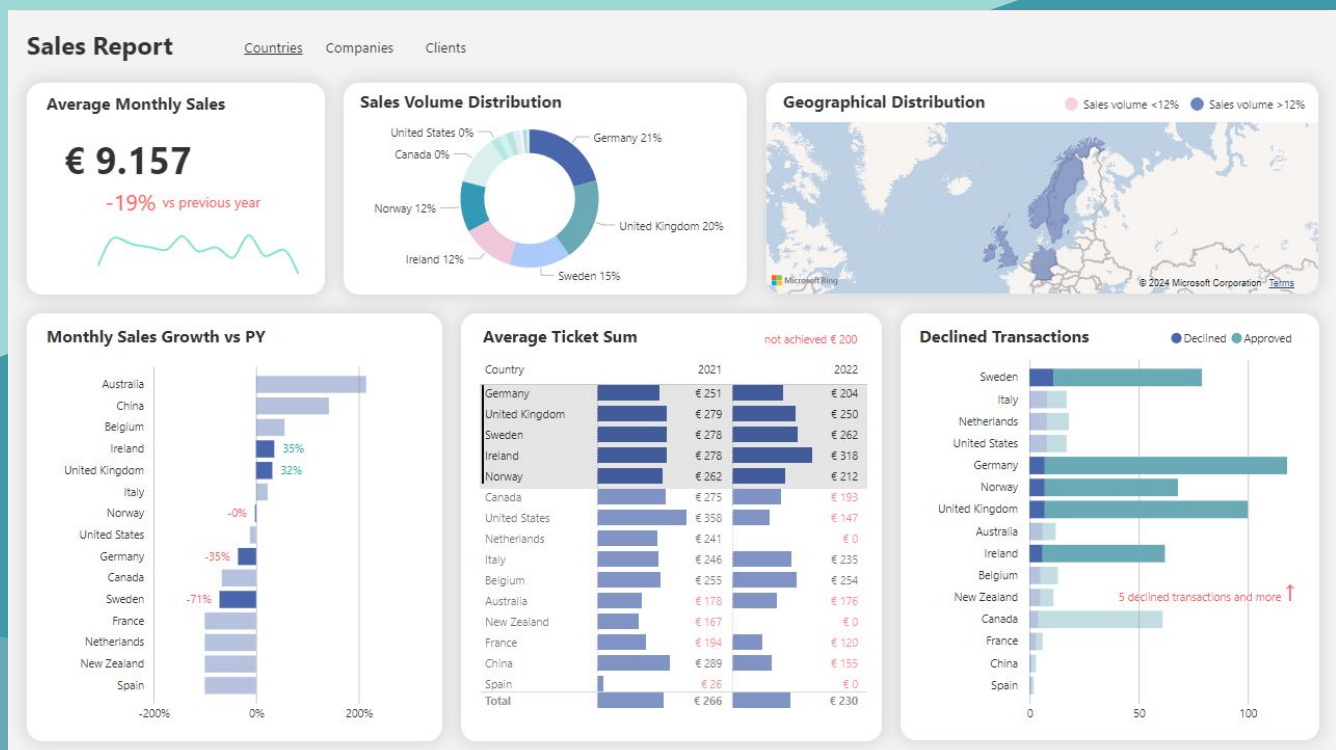 Sales Report
Countries Companies Clients
Average Monthly Sales
€ 9.157
-19% vs previous year
Sales Volume Distribution
United States 0%
Canada 0%
Norway 12%
Ireland 12%
Germany 21%
United Kingdom 20%
Sweden 15%
Geographical Distribution
Sales volume <12% Sales volume >12%
Microsoft Bing
© 2024 Microsoft Corporation Terms
Monthly Sales Growth vs PY
Australia
China
Belgium
Ireland 35%
United Kingdom 32%
Italy
Norway -0%
United States
Germany -35%
Canada
Sweden -71%
France
Netherlands
New Zealand
Spain
-200% 0% 200%
Average Ticket Sum
not achieved € 200
Country 2021 2022
Germany € 251 € 204
United Kingdom € 279 € 250
Sweden € 278 € 262
Ireland € 278 € 318
Norway € 262 € 212
Canada € 275 € 193
United States € 358 € 147
Netherlands € 241 € 0
Italy € 246 € 235
Belgium € 255 € 254
Australia € 178 € 176
New Zealand € 167 € 0
France € 194 € 120
China € 289 € 155
Spain € 26 € 0
Total € 266 € 230
Declined Transactions
Declined Approved
Sweden
Italy
Netherlands
United States
Germany
Norway
United Kingdom
Australia
Ireland
Belgium
New Zealand
5 declined transactions and more ↑
Canada
France
China
Spain
0 50 100